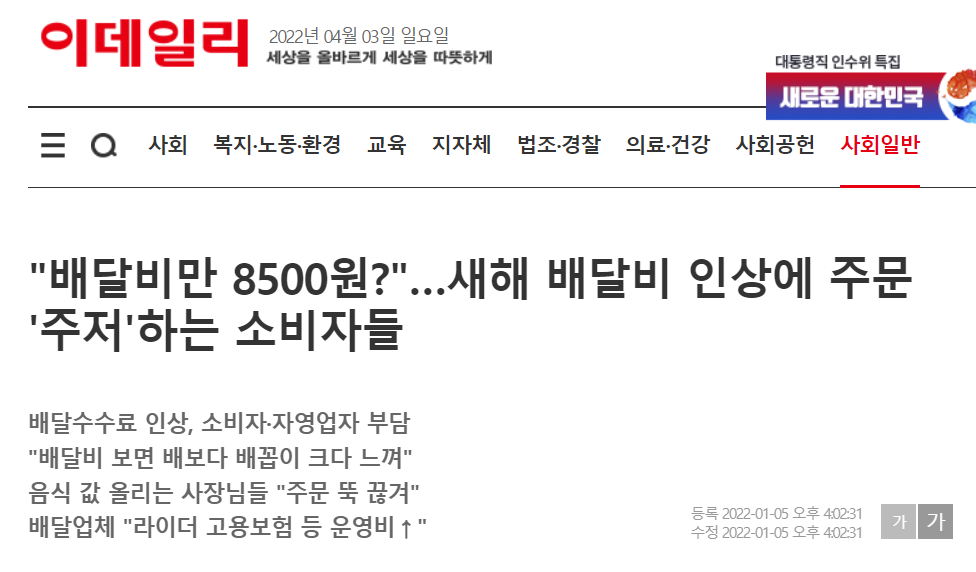 이데일리
2022년 04월 03일 일요일
세상을 올바르게 세상을 따뜻하게
대통령직 인수위 특집
새로운 대한민국
사회 복지·노동·환경 교육 지자체 법조·경찰 의료·건강 사회공헌 사회일반
"배달비만 8500원?"…새해 배달비 인상에 주문
'주저'하는 소비자들
배달수수료 인상, 소비자·자영업자 부담
"배달비 보면 배보다 배꼽이 크다 느껴"
음식 값 올리는 사장님들 "주문 뚝 끊겨"
배달업체 "라이더 고용보험 등 운영비↑"
등록 2022-01-05 오후 4:02:31
수정 2022-01-05 오후 4:02:31
가 가